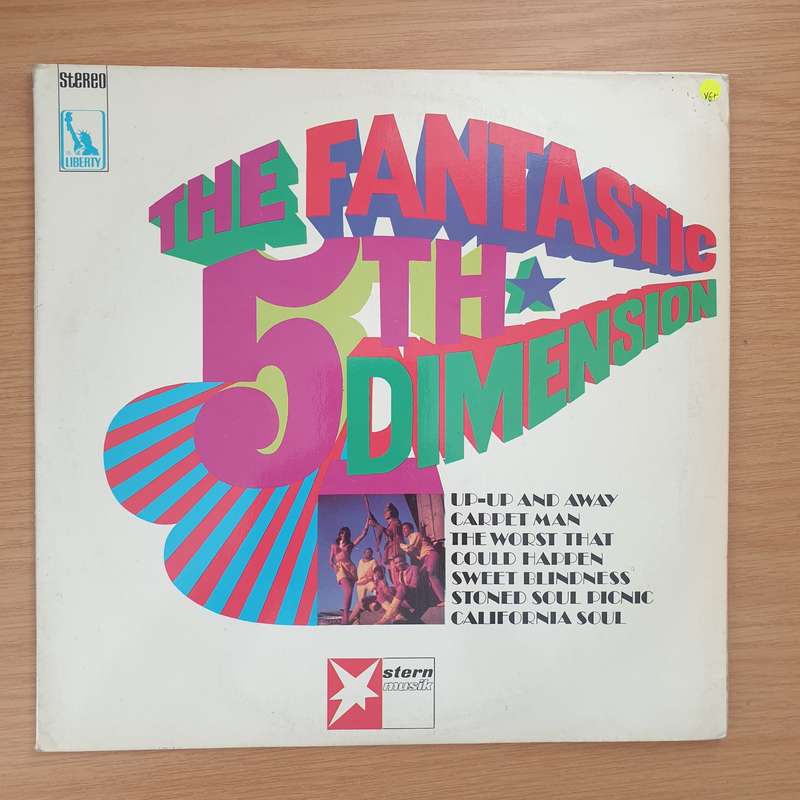 Stereo
LIBERTY
VG+
THE FANTASTIC
5TH
DIMENSION
UP-UP AND AWAY
CARPET MAN
THE WORST THAT
COULD HAPPEN
SWEET BLINDNESS
STONED SOUL PICNIC
CALIFORNIA SOUL
stern
musik